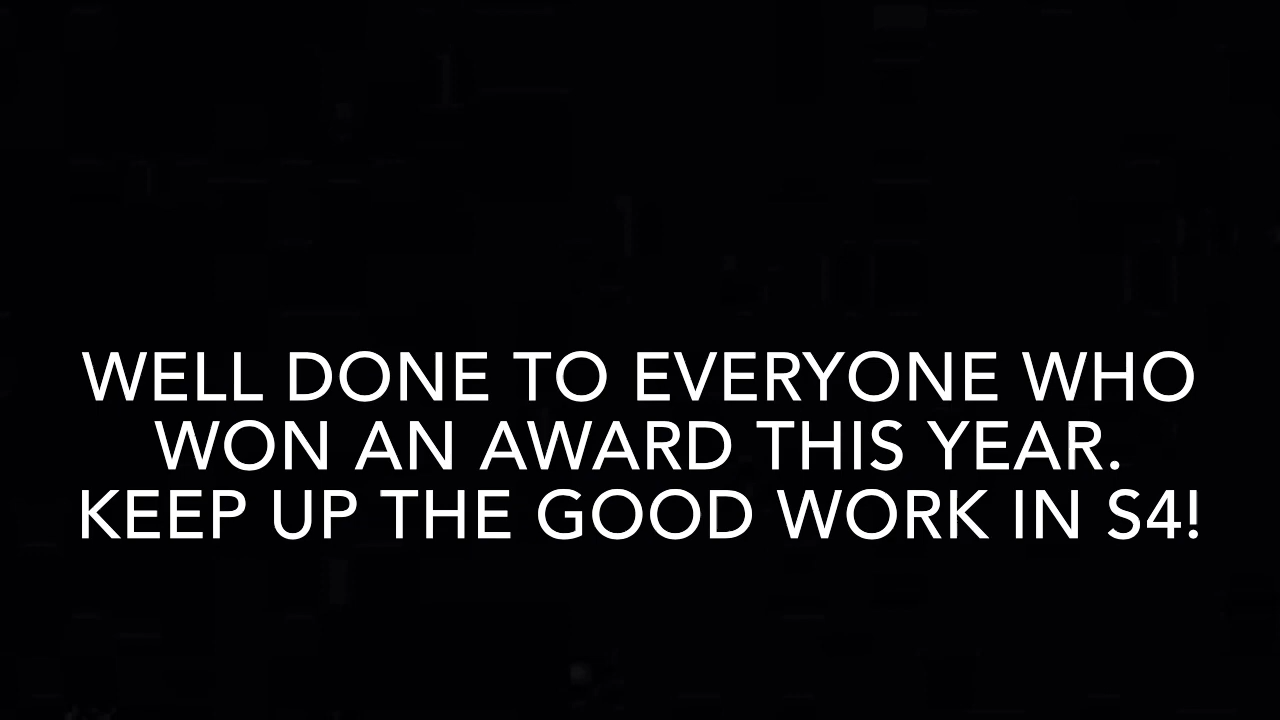 WELL DONE TO EVERYONE WHO
WON AN AWARD THIS YEAR.
KEEP UP THE GOOD WORK IN S4!